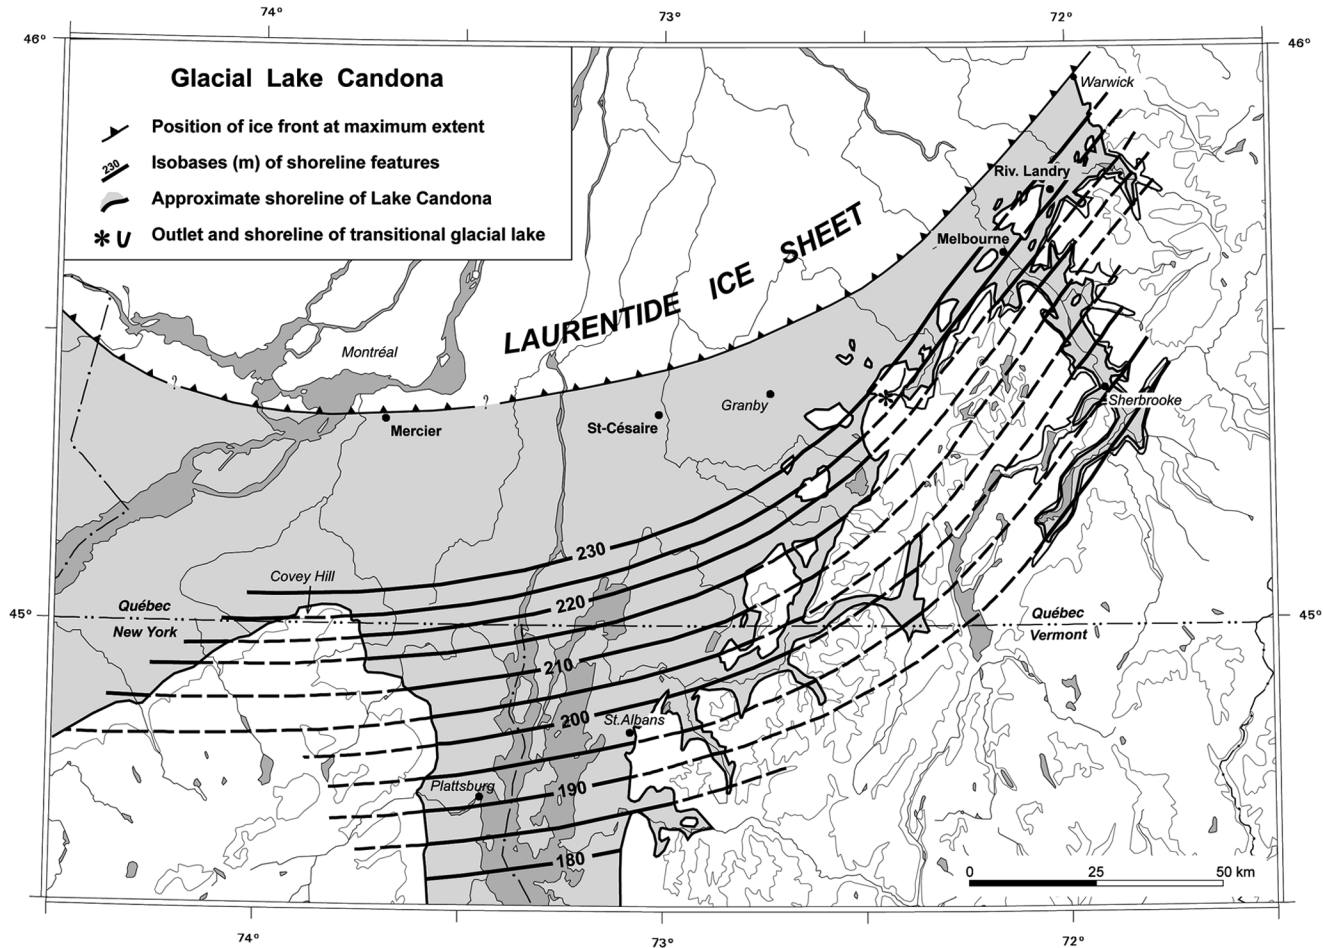 74°
73°
72°
46°
46°
Glacial Lake Candona
Position of ice front at maximum extent
230
Isobases (m) of shoreline features
Approximate shoreline of Lake Candona
Outlet and shoreline of transitional glacial lake
Warwick
Riv. Landry
Melbourne
LAURENTIDE ICE SHEET
Montréal
?
?
Mercier
St-Césaire
Granby
Sherbrooke
230
Covey Hill
220
45°
Québec
New York
45°
Québec
Vermont
210
200
St.Albans
190
Plattsburg
180
0 25 50 km
74°
73°
72°